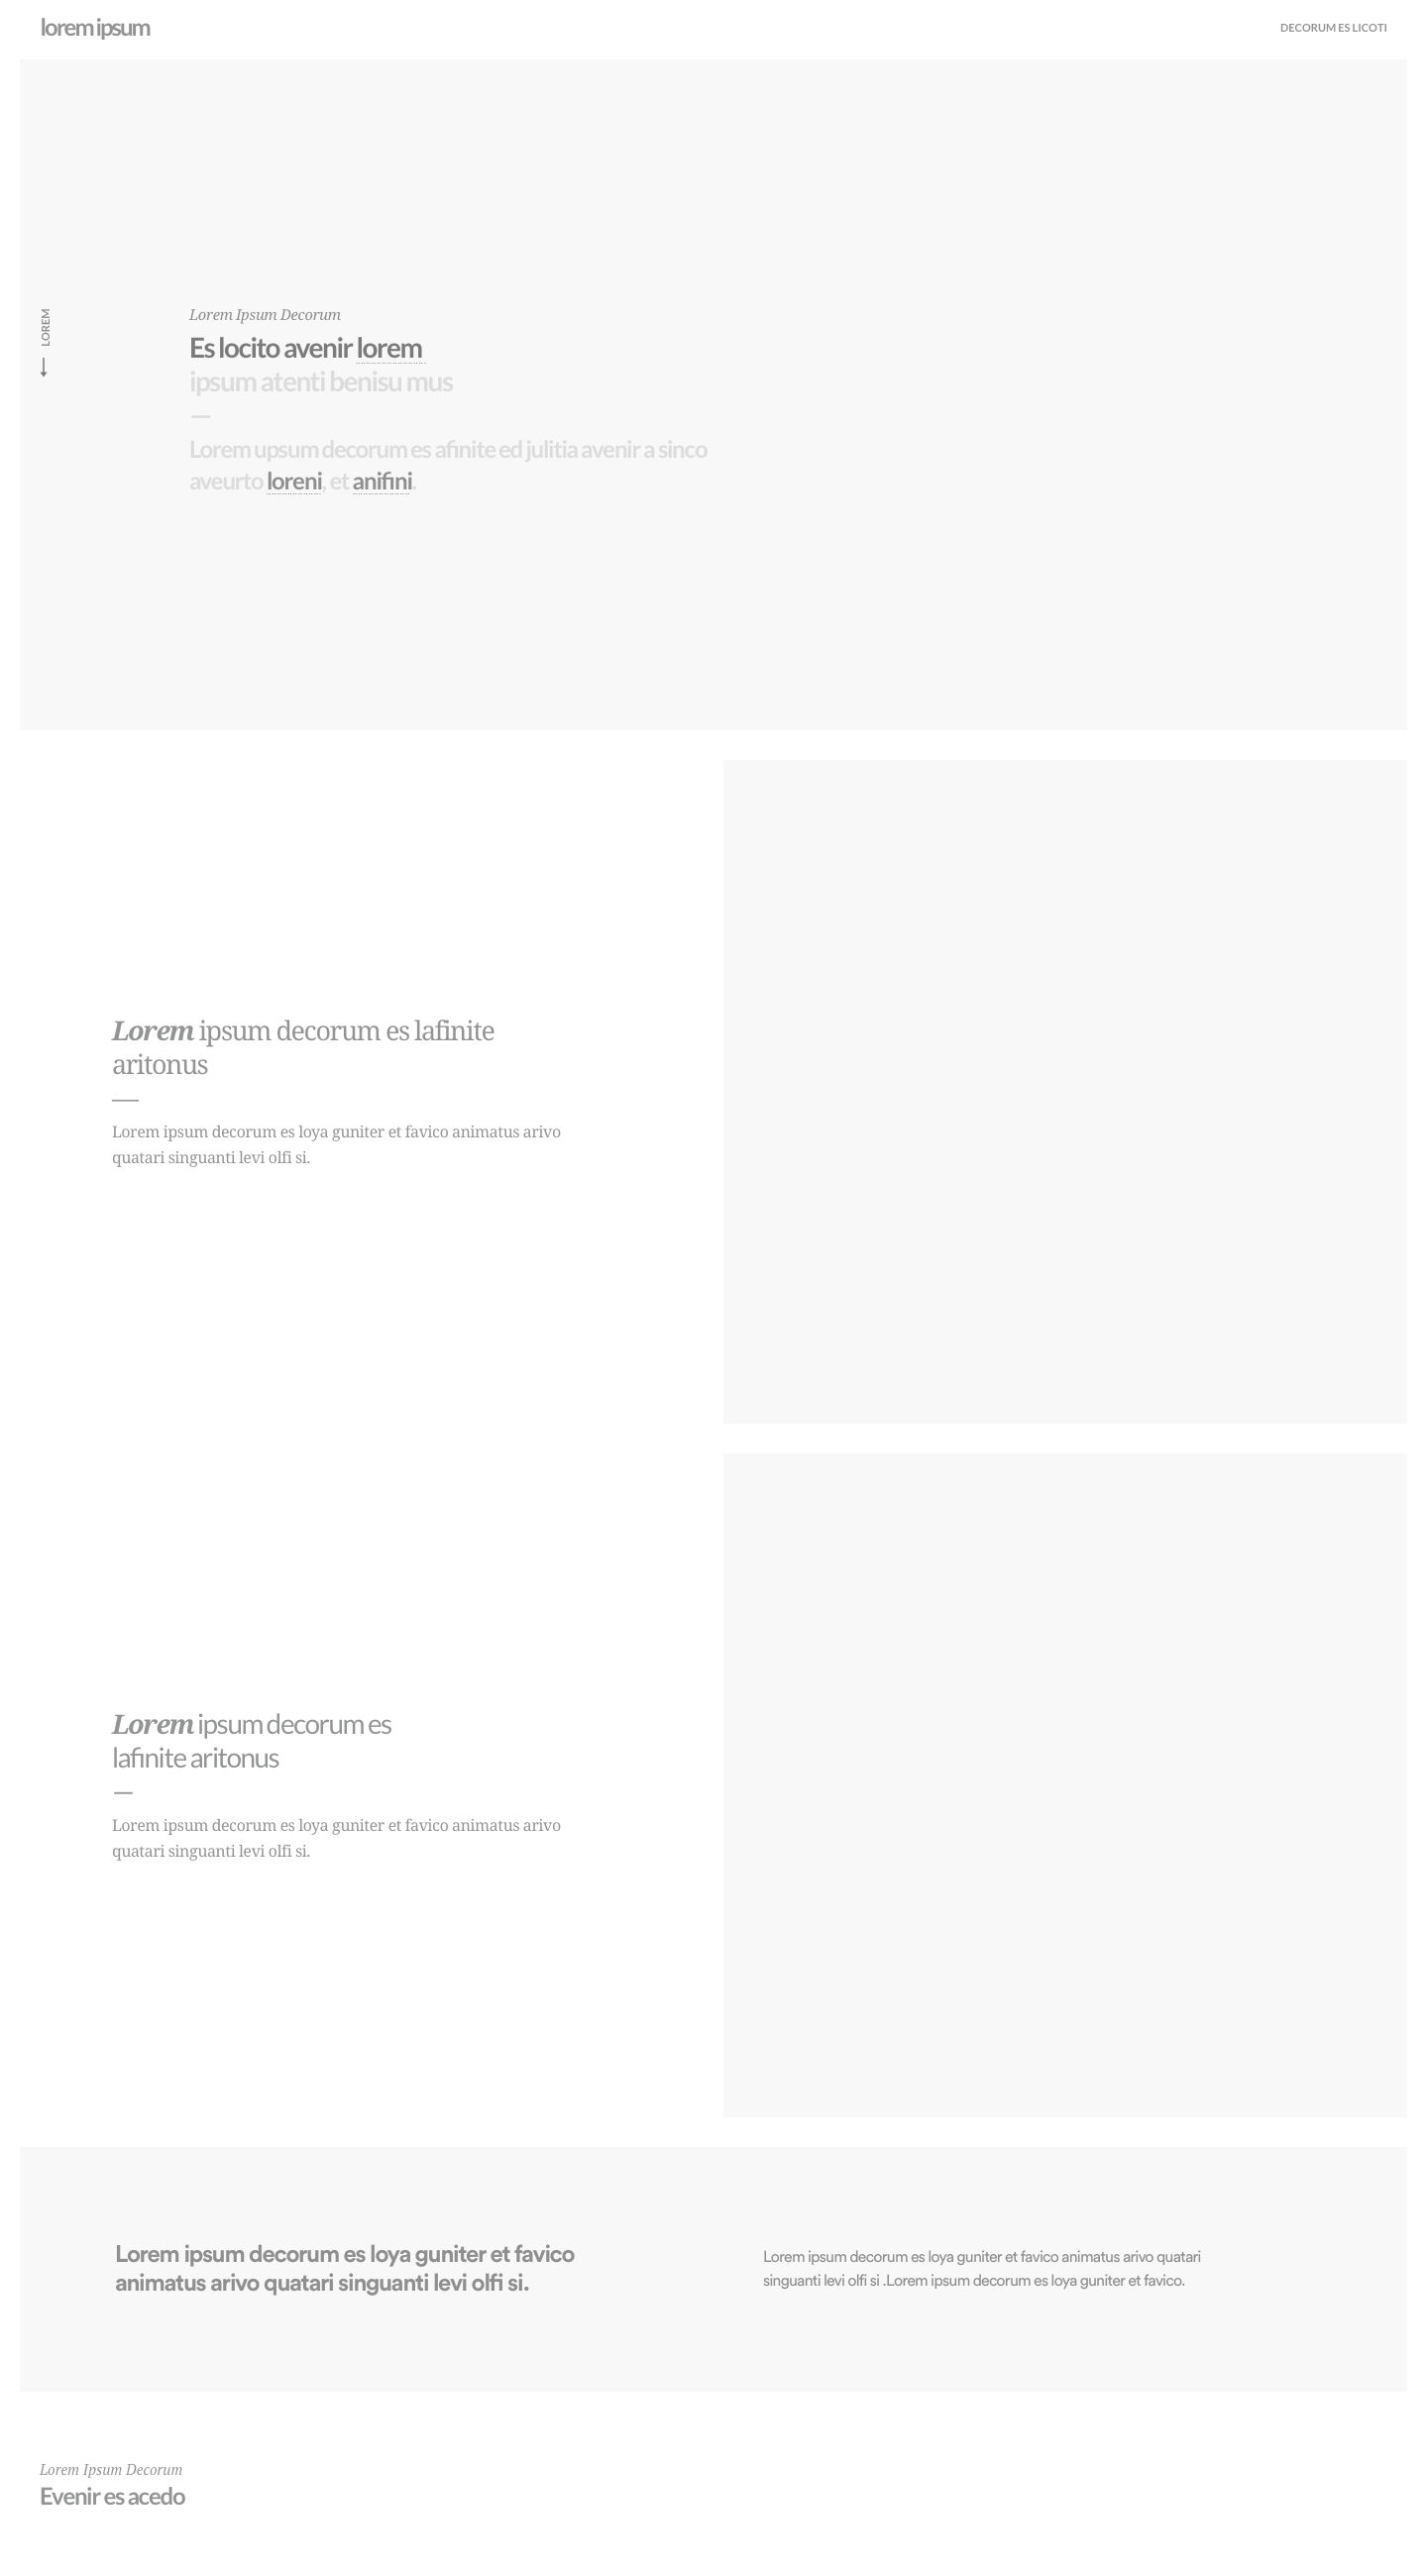 lorem ipsum
DECORUM ES LICOTI
LOREM
Lorem Ipsum Decorum
Es locito avenir lorem
ipsum atenti benisu mus
—
Lorem upsum decorum es afinite ed julitia avenir a sinco
aveurto loreni, et anifini.
Lorem ipsum decorum es lafinite
aritonus
—
Lorem ipsum decorum es loya guniter et favico animatus arivo
quatari singuanti levi olfi si.
Lorem ipsum decorum es
lafinite aritonus
—
Lorem ipsum decorum es loya guniter et favico animatus arivo
quatari singuanti levi olfi si.
Lorem ipsum decorum es loya guniter et favico
animatus arivo quatari singuanti levi olfi si.
Lorem ipsum decorum es loya guniter et favico animatus arivo quatari
singuanti levi olfi si .Lorem ipsum decorum es loya guniter et favico.
Lorem Ipsum Decorum
Evenir es acedo